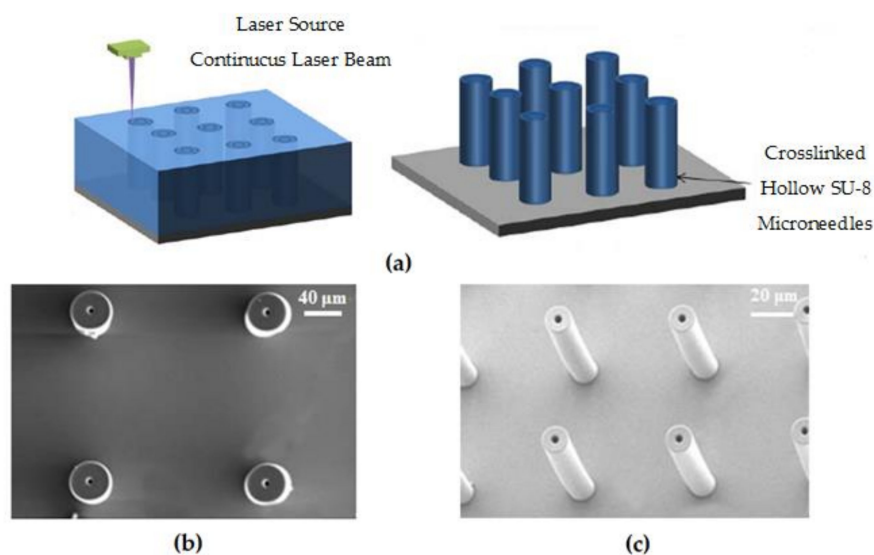 Laser Source
Continucus Laser Beam
Crosslinked
Hollow SU-8
Microneedles
(a)
40 μm
20 μm
(b)
(c)